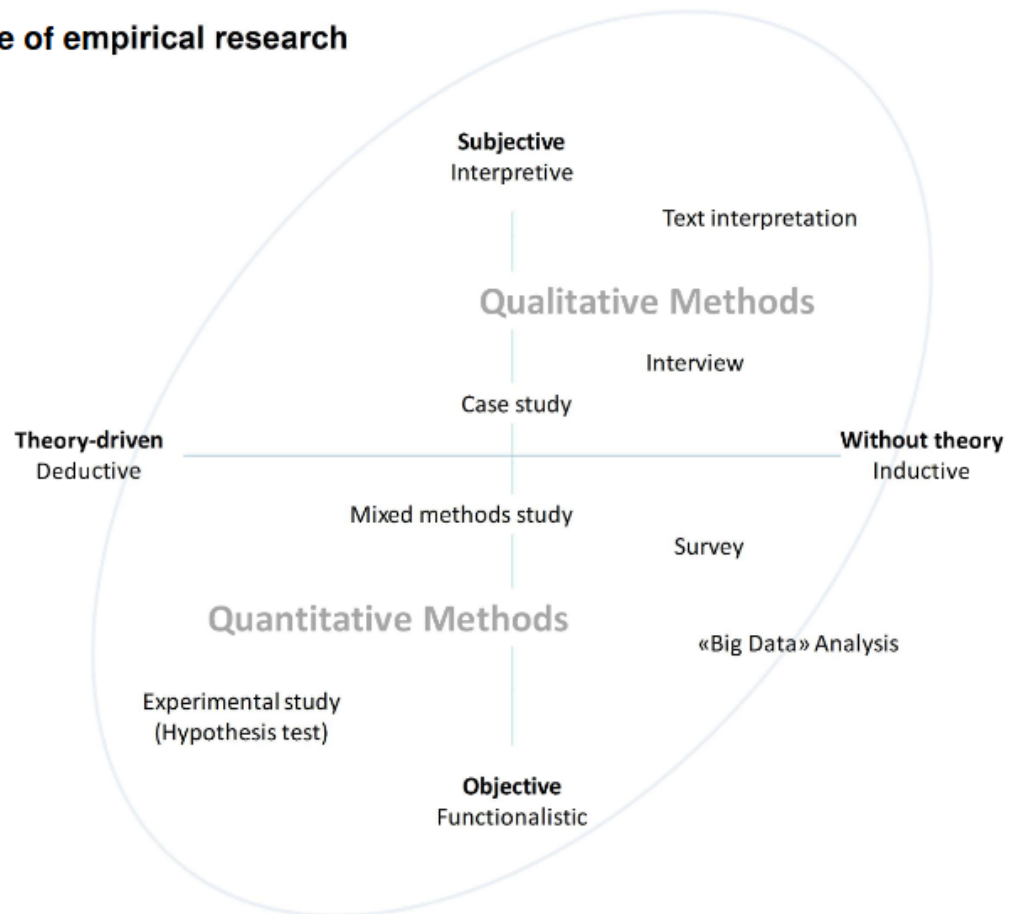 e of empirical research
Subjective
Interpretive
Text interpretation
Qualitative Methods
Interview
Case study
Theory-driven
Deductive
Without theory
Inductive
Mixed methods study
Survey
Quantitative Methods
«Big Data» Analysis
Experimental study
(Hypothesis test)
Objective
Functionalistic